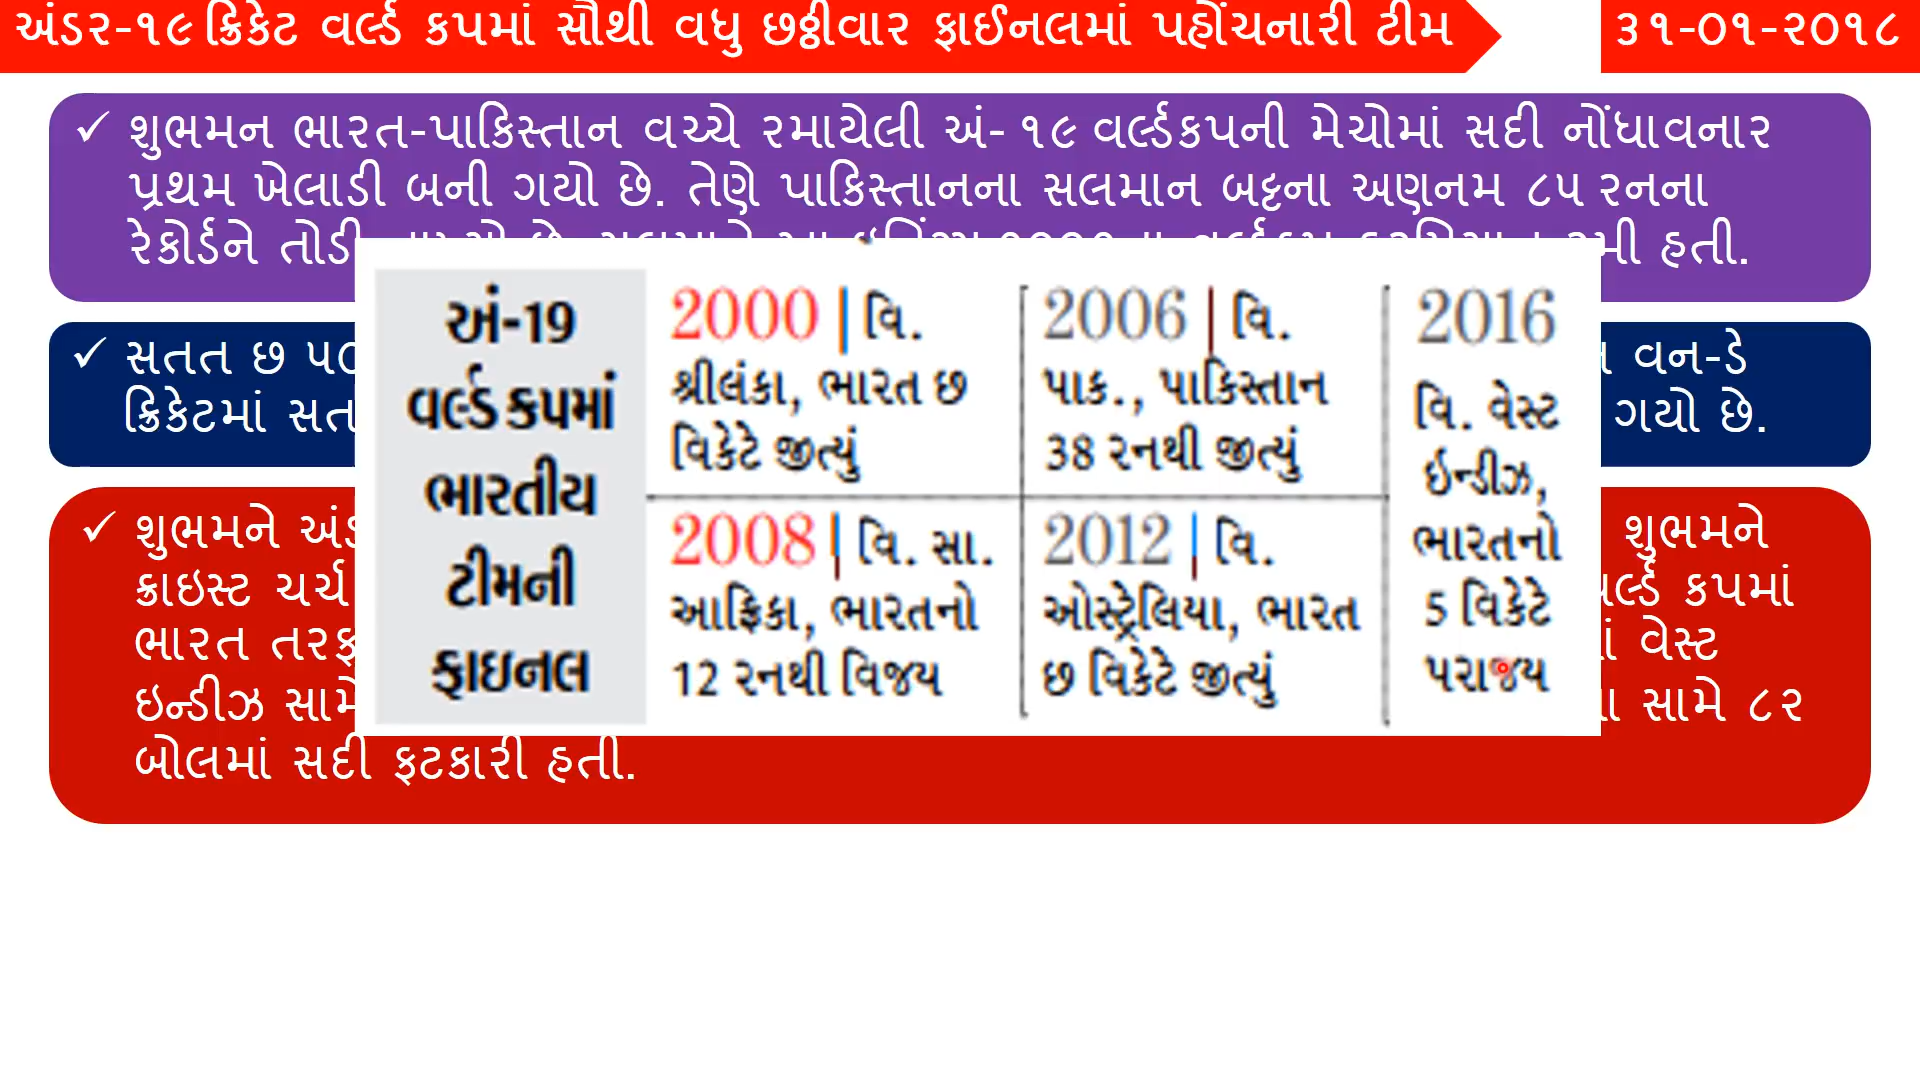 અંડર-૧૯ ક્રિકેટ વર્લ્ડ કપમાં સૌથી વધુ છઠ્ઠીવાર ફાઈનલમાં પહોંચનારી ટીમ
૩૧-૦૧-૨૦૧૮
✓ શુભમન ભારત-પાકિસ્તાન વચ્ચે રમાયેલી અં- ૧૯ વર્લ્ડકપની મેચોમાં સદી નોંધાવનાર
પ્રથમ ખેલાડી બની ગયો છે. તેણે પાકિસ્તાનના સલમાન બટ્ટના અણનમ ૮૫ રનના
રેકોર્ડને તોડી હતી.
✓ સતત છ વન-ડે
ક્રિકેટમાં ગયો છે.
✓ શુભમને શુભમને
ક્રાઇસ્ટ ચર્ચ વર્લ્ડ કપમાં
ભારત તરફ વેસ્ટ
ઇન્ડીઝ સામે સામે ૮૨
બોલમાં સદી ફટકારી હતી.
અં-19
વર્લ્ડ કપમાં
ભારતીય
ટીમની
ફાઇનલ
2000 | વિ.
શ્રીલંકા, ભારત છ
વિકેટે જીત્યું
2006 | વિ.
પાક., પાકિસ્તાન
38 રનથી જીત્યું
2008 | વિ. સા.
આફ્રિકા, ભારતનો
12 રનથી વિજય
2012 | વિ.
ઓસ્ટ્રેલિયા, ભારત
છ વિકેટે જીત્યું
2016
વિ. વેસ્ટ
ઇન્ડીઝ,
ભારતનો
5 વિકેટે
પરાજય